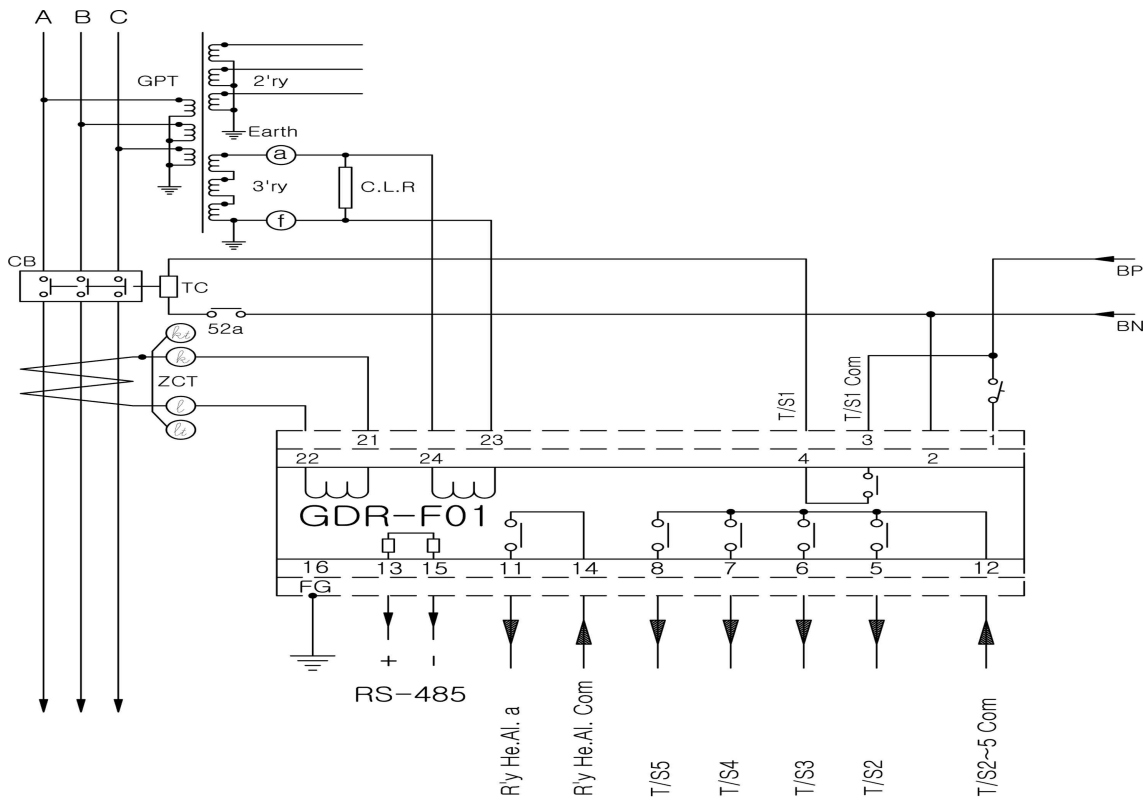 A B C
GPT
2'ry
Earth
a
3'ry
C.L.R
f
CB
TC
BP
52a
BN
kt
k
ZCT
l
lt
T/S1
T/S1 Com
21 23 3 1
22 24 4 2
GDR-F01
16 13 15 11 14 8 7 6 5 12
FG
+ -
RS-485
R'y He.Al. a
R'y He.Al. Com
T/S5
T/S4
T/S3
T/S2
T/S2~5 Com